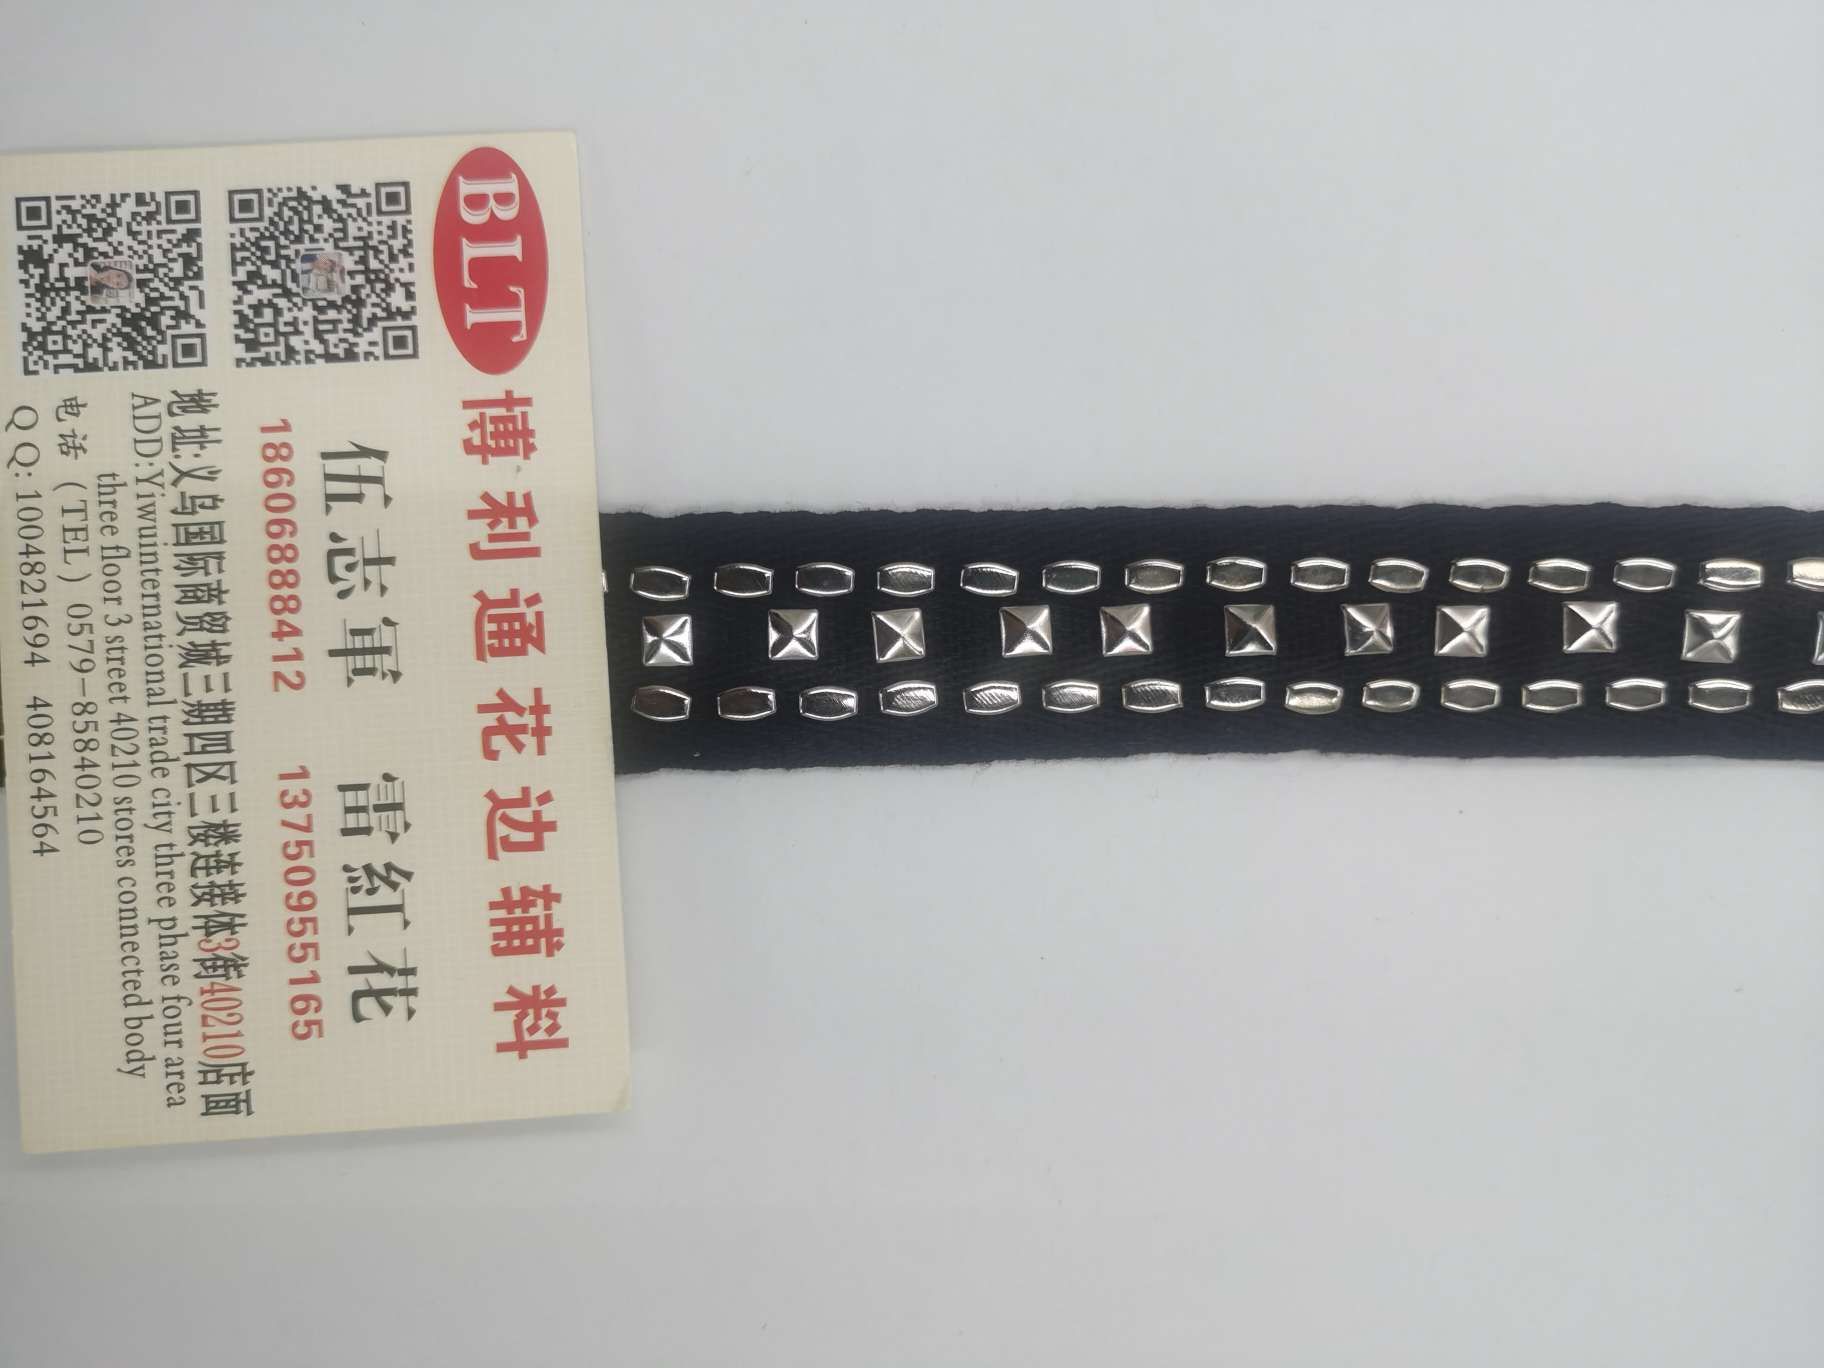 BLT 博利通花边辅料
伍志軍 雷紅花
18606888412 13750955165
地址:义乌国际商贸城三期四区三楼连接体3街40210店面
ADD:Yiwuinternational trade city three phase four area
three floor 3 street 40210 stores connected body
电话（TEL）0579-85840210
QQ:1004821694 408164564